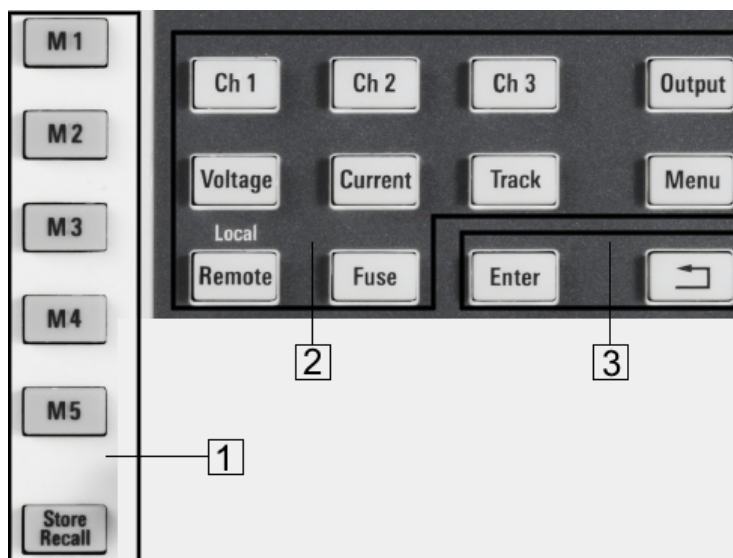 M1
M2
M3
M4
M5
Store
Recall
Ch 1
Ch 2
Ch 3
Output
Voltage
Current
Track
Menu
Local
Remote
Fuse
Enter
1
2
3